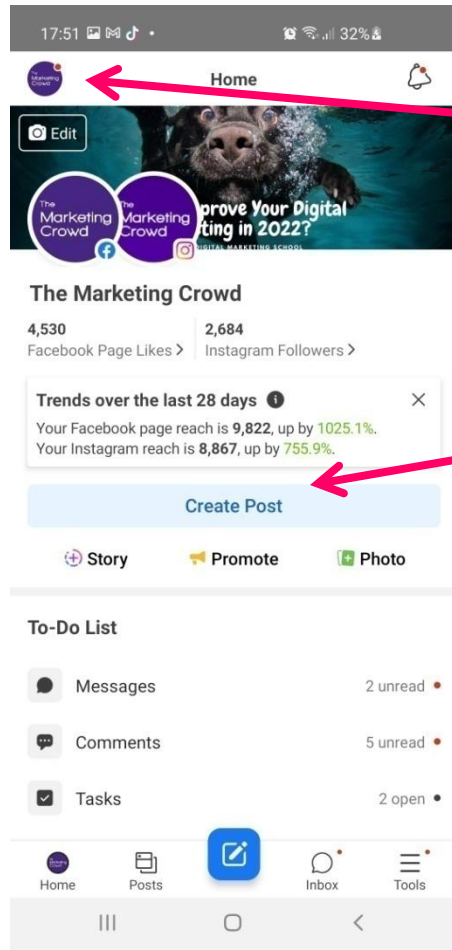 17:51 32%
Home
Edit
The
Marketing
Crowd
Marketing
Crowd
prove Your Digital
ting in 2022?
DIGITAL MARKETING SCHOOL
The Marketing Crowd
4,530 2,684
Facebook Page Likes > Instagram Followers >
Trends over the last 28 days
Your Facebook page reach is 9,822, up by 1025.1%.
Your Instagram reach is 8,867, up by 755.9%.
Create Post
Story Promote Photo
To-Do List
Messages 2 unread
Comments 5 unread
Tasks 2 open
Home Posts Inbox Tools